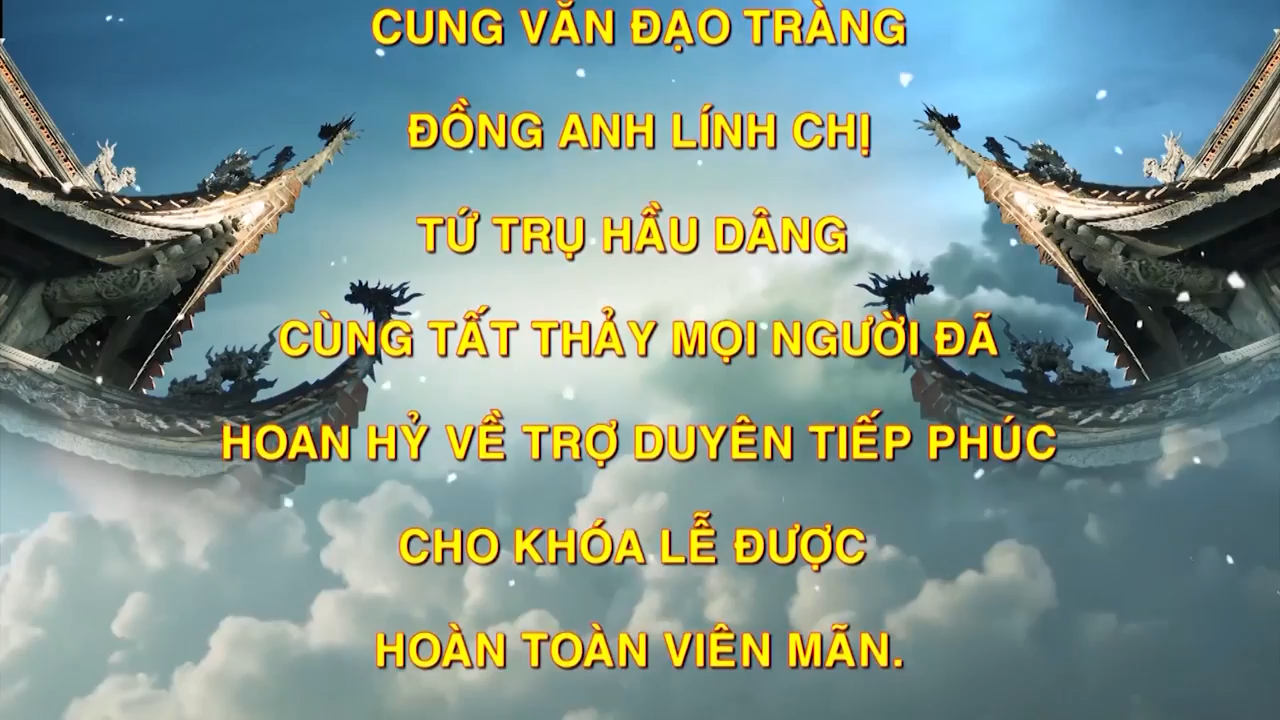 CUNG VĂN ĐẠO TRÀNG
ĐỒNG ANH LÍNH CHỊ
TỨ TRỤ HẦU DÂNG
CÙNG TẤT THẢY MỌI NGƯỜI ĐÃ
HOAN HỶ VỀ TRỢ DUYÊN TIẾP PHÚC
CHO KHÓA LỄ ĐƯỢC
HOÀN TOÀN VIÊN MÃN.